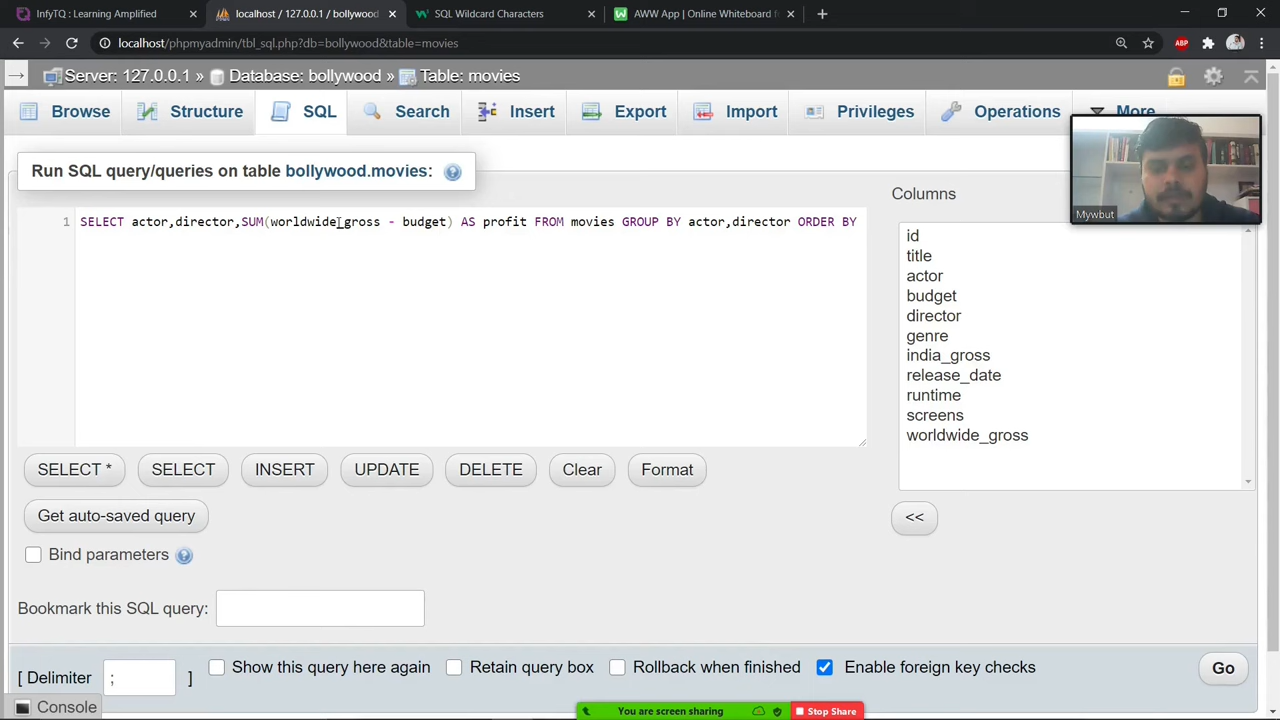 InfyTQ : Learning Amplified
localhost / 127.0.0.1 / bollywood
SQL Wildcard Characters
AWW App | Online Whiteboard for
localhost/phpmyadmin/tbl_sql.php?db=bollywood&table=movies
ABP
Server: 127.0.0.1 » Database: bollywood » Table: movies
Browse Structure SQL Search Insert Export Import Privileges Operations More
Run SQL query/queries on table bollywood.movies:
Columns
Mywbut
1 SELECT actor,director,SUM(worldwide_gross - budget) AS profit FROM movies GROUP BY actor,director ORDER BY
id
title
actor
budget
director
genre
india_gross
release_date
runtime
screens
worldwide_gross
SELECT * SELECT INSERT UPDATE DELETE Clear Format
Get auto-saved query
<<
Bind parameters
Bookmark this SQL query:
[ Delimiter ; ] Show this query here again Retain query box Rollback when finished Enable foreign key checks Go
Console
You are screen sharing Stop Share